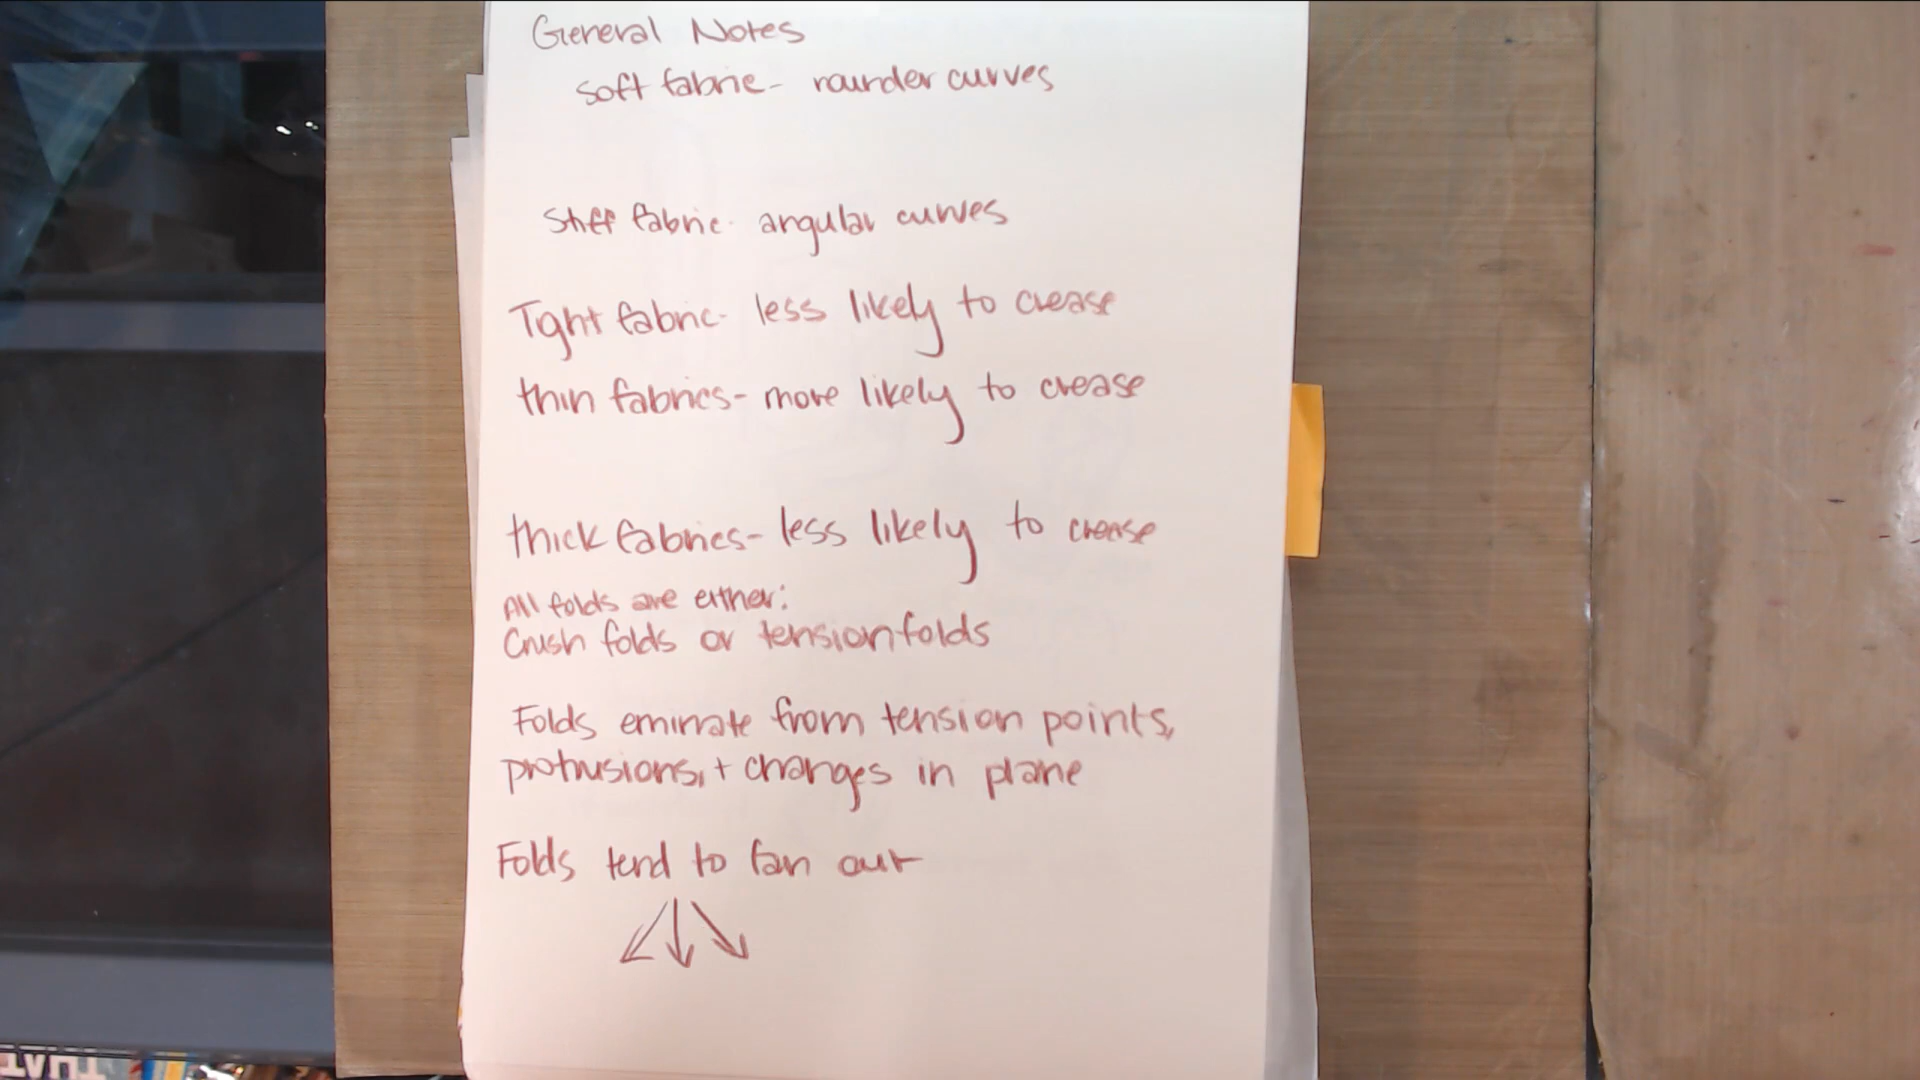 General Notes
soft fabric - rounder curves
Stiff fabric - angular curves
Tight fabric - less likely to crease
thin fabrics - more likely to crease
thick fabrics - less likely to crease
All folds are either:
Crush folds or tension folds
Folds eminate from tension points,
protrusions, + changes in plane
Folds tend to fan out